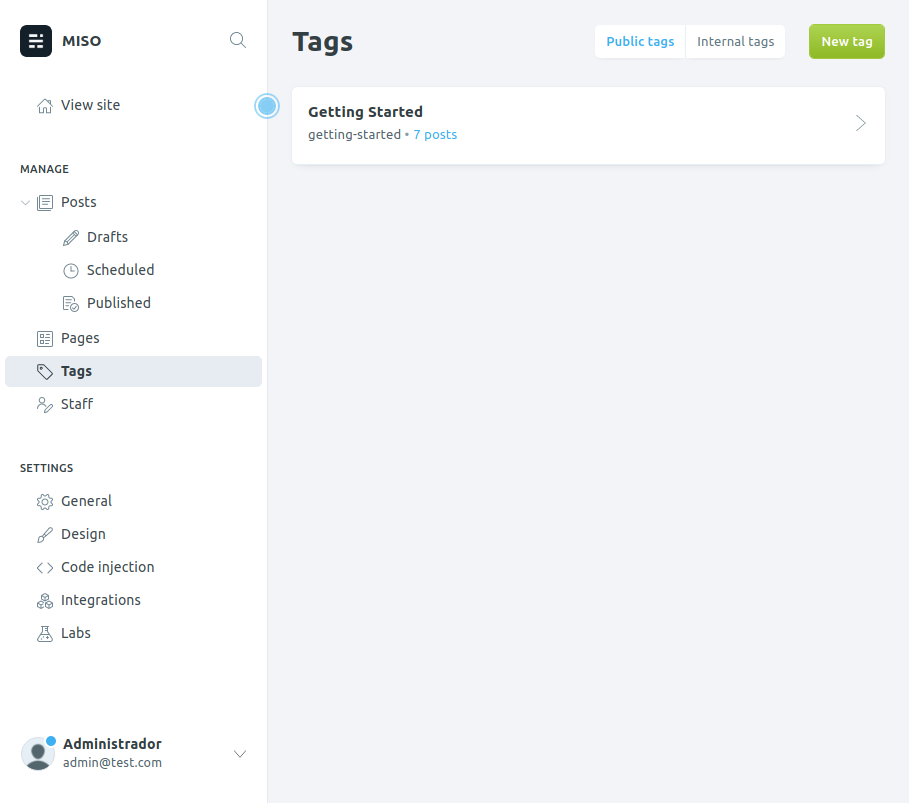 MISO
View site
MANAGE
Posts
Drafts
Scheduled
Published
Pages
Tags
Staff
SETTINGS
General
Design
Code injection
Integrations
Labs
Administrador
admin@test.com
Tags
Public tags
Internal tags
New tag
Getting Started
getting-started • 7 posts